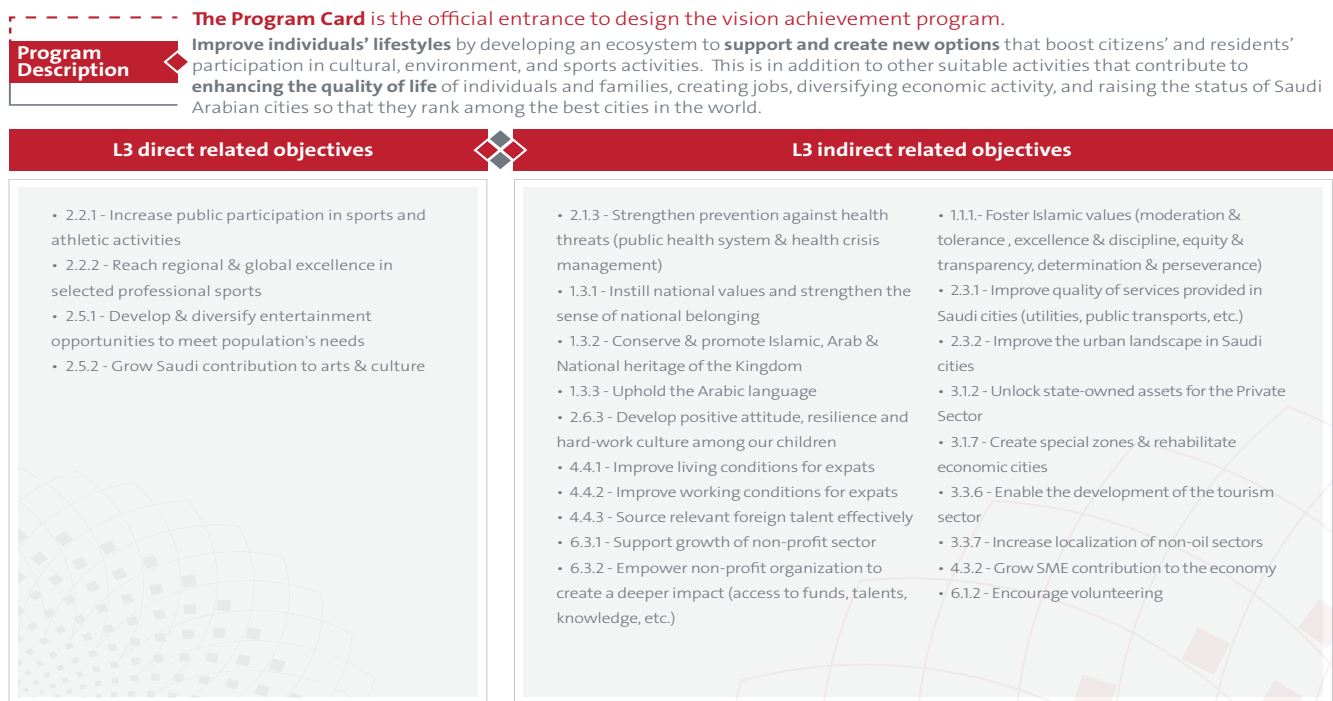 The Program Card is the official entrance to design the vision achievement program.
Program
Description
Improve individuals’ lifestyles by developing an ecosystem to support and create new options that boost citizens’ and residents’
participation in cultural, environment, and sports activities. This is in addition to other suitable activities that contribute to
enhancing the quality of life of individuals and families, creating jobs, diversifying economic activity, and raising the status of Saudi
Arabian cities so that they rank among the best cities in the world.
L3 direct related objectives
• 2.2.1 - Increase public participation in sports and
athletic activities
• 2.2.2 - Reach regional & global excellence in
selected professional sports
• 2.5.1 - Develop & diversify entertainment
opportunities to meet population's needs
• 2.5.2 - Grow Saudi contribution to arts & culture
L3 indirect related objectives
• 2.1.3 - Strengthen prevention against health
threats (public health system & health crisis
management)
• 1.3.1 - Instill national values and strengthen the
sense of national belonging
• 1.3.2 - Conserve & promote Islamic, Arab &
National heritage of the Kingdom
• 1.3.3 - Uphold the Arabic language
• 2.6.3 - Develop positive attitude, resilience and
hard-work culture among our children
• 4.4.1 - Improve living conditions for expats
• 4.4.2 - Improve working conditions for expats
• 4.4.3 - Source relevant foreign talent effectively
• 6.3.1 - Support growth of non-profit sector
• 6.3.2 - Empower non-profit organization to
create a deeper impact (access to funds, talents,
knowledge, etc.)
• 1.1.1.- Foster Islamic values (moderation &
tolerance , excellence & discipline, equity &
transparency, determination & perseverance)
• 2.3.1 - Improve quality of services provided in
Saudi cities (utilities, public transports, etc.)
• 2.3.2 - Improve the urban landscape in Saudi
cities
• 3.1.2 - Unlock state-owned assets for the Private
Sector
• 3.1.7 - Create special zones & rehabilitate
economic cities
• 3.3.6 - Enable the development of the tourism
sector
• 3.3.7 - Increase localization of non-oil sectors
• 4.3.2 - Grow SME contribution to the economy
• 6.1.2 - Encourage volunteering